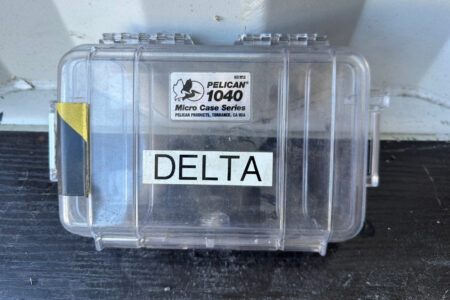 PELICAN®
1040
Micro Case Series
PELICAN PRODUCTS, TORRANCE, CA USA
DELTA